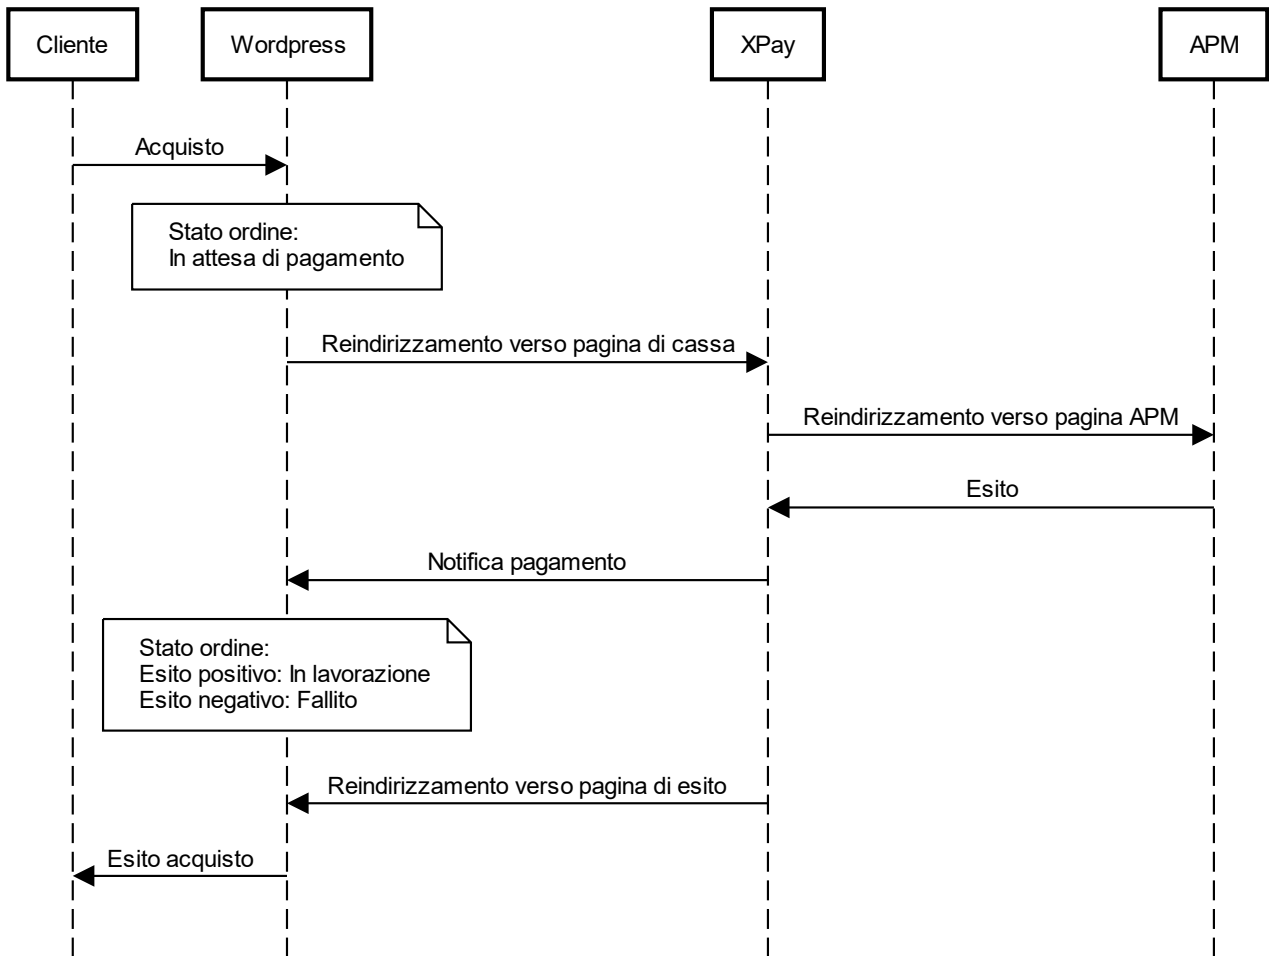 Cliente
Wordpress
XPay
APM
Acquisto
Stato ordine:
In attesa di pagamento
Reindirizzamento verso pagina di cassa
Reindirizzamento verso pagina APM
Esito
Notifica pagamento
Stato ordine:
Esito positivo: In lavorazione
Esito negativo: Fallito
Reindirizzamento verso pagina di esito
Esito acquisto